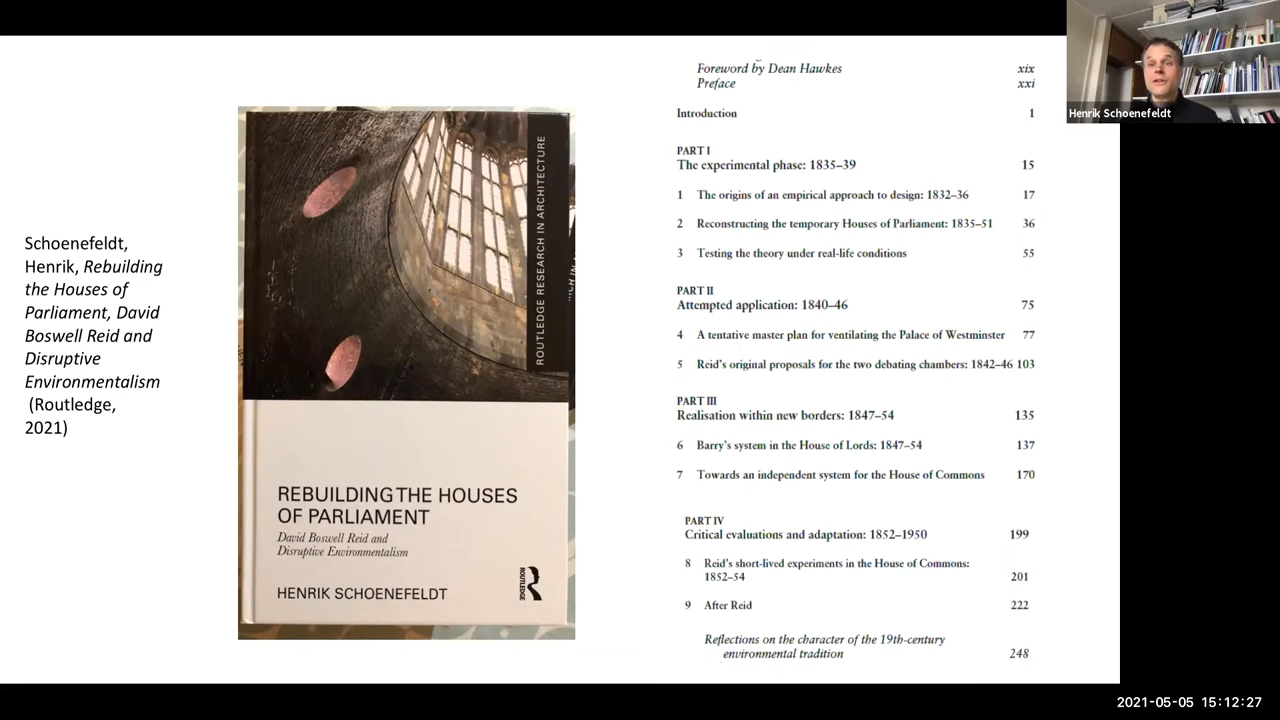 Schoenefeldt,
Henrik, Rebuilding
the Houses of
Parliament, David
Boswell Reid and
Disruptive
Environmentalism
(Routledge,
2021)
ROUTLEDGE RESEARCH IN ARCHITECTURE
REBUILDING THE HOUSES
OF PARLIAMENT
David Boswell Reid and
Disruptive Environmentalism
HENRIK SCHOENEFELDT
ROUTLEDGE
Foreword by Dean Hawkes xix
Preface xxi
Introduction 1
PART I
The experimental phase: 1835–39 15
1 The origins of an empirical approach to design: 1832–36 17
2 Reconstructing the temporary Houses of Parliament: 1835–51 36
3 Testing the theory under real-life conditions 55
PART II
Attempted application: 1840–46 75
4 A tentative master plan for ventilating the Palace of Westminster 77
5 Reid's original proposals for the two debating chambers: 1842–46 103
PART III
Realisation within new borders: 1847–54 135
6 Barry's system in the House of Lords: 1847–54 137
7 Towards an independent system for the House of Commons 170
PART IV
Critical evaluations and adaptation: 1852–1950 199
8 Reid's short-lived experiments in the House of Commons:
1852–54 201
9 After Reid 222
Reflections on the character of the 19th-century
environmental tradition 248
Henrik Schoenefeldt
2021-05-05 15:12:27